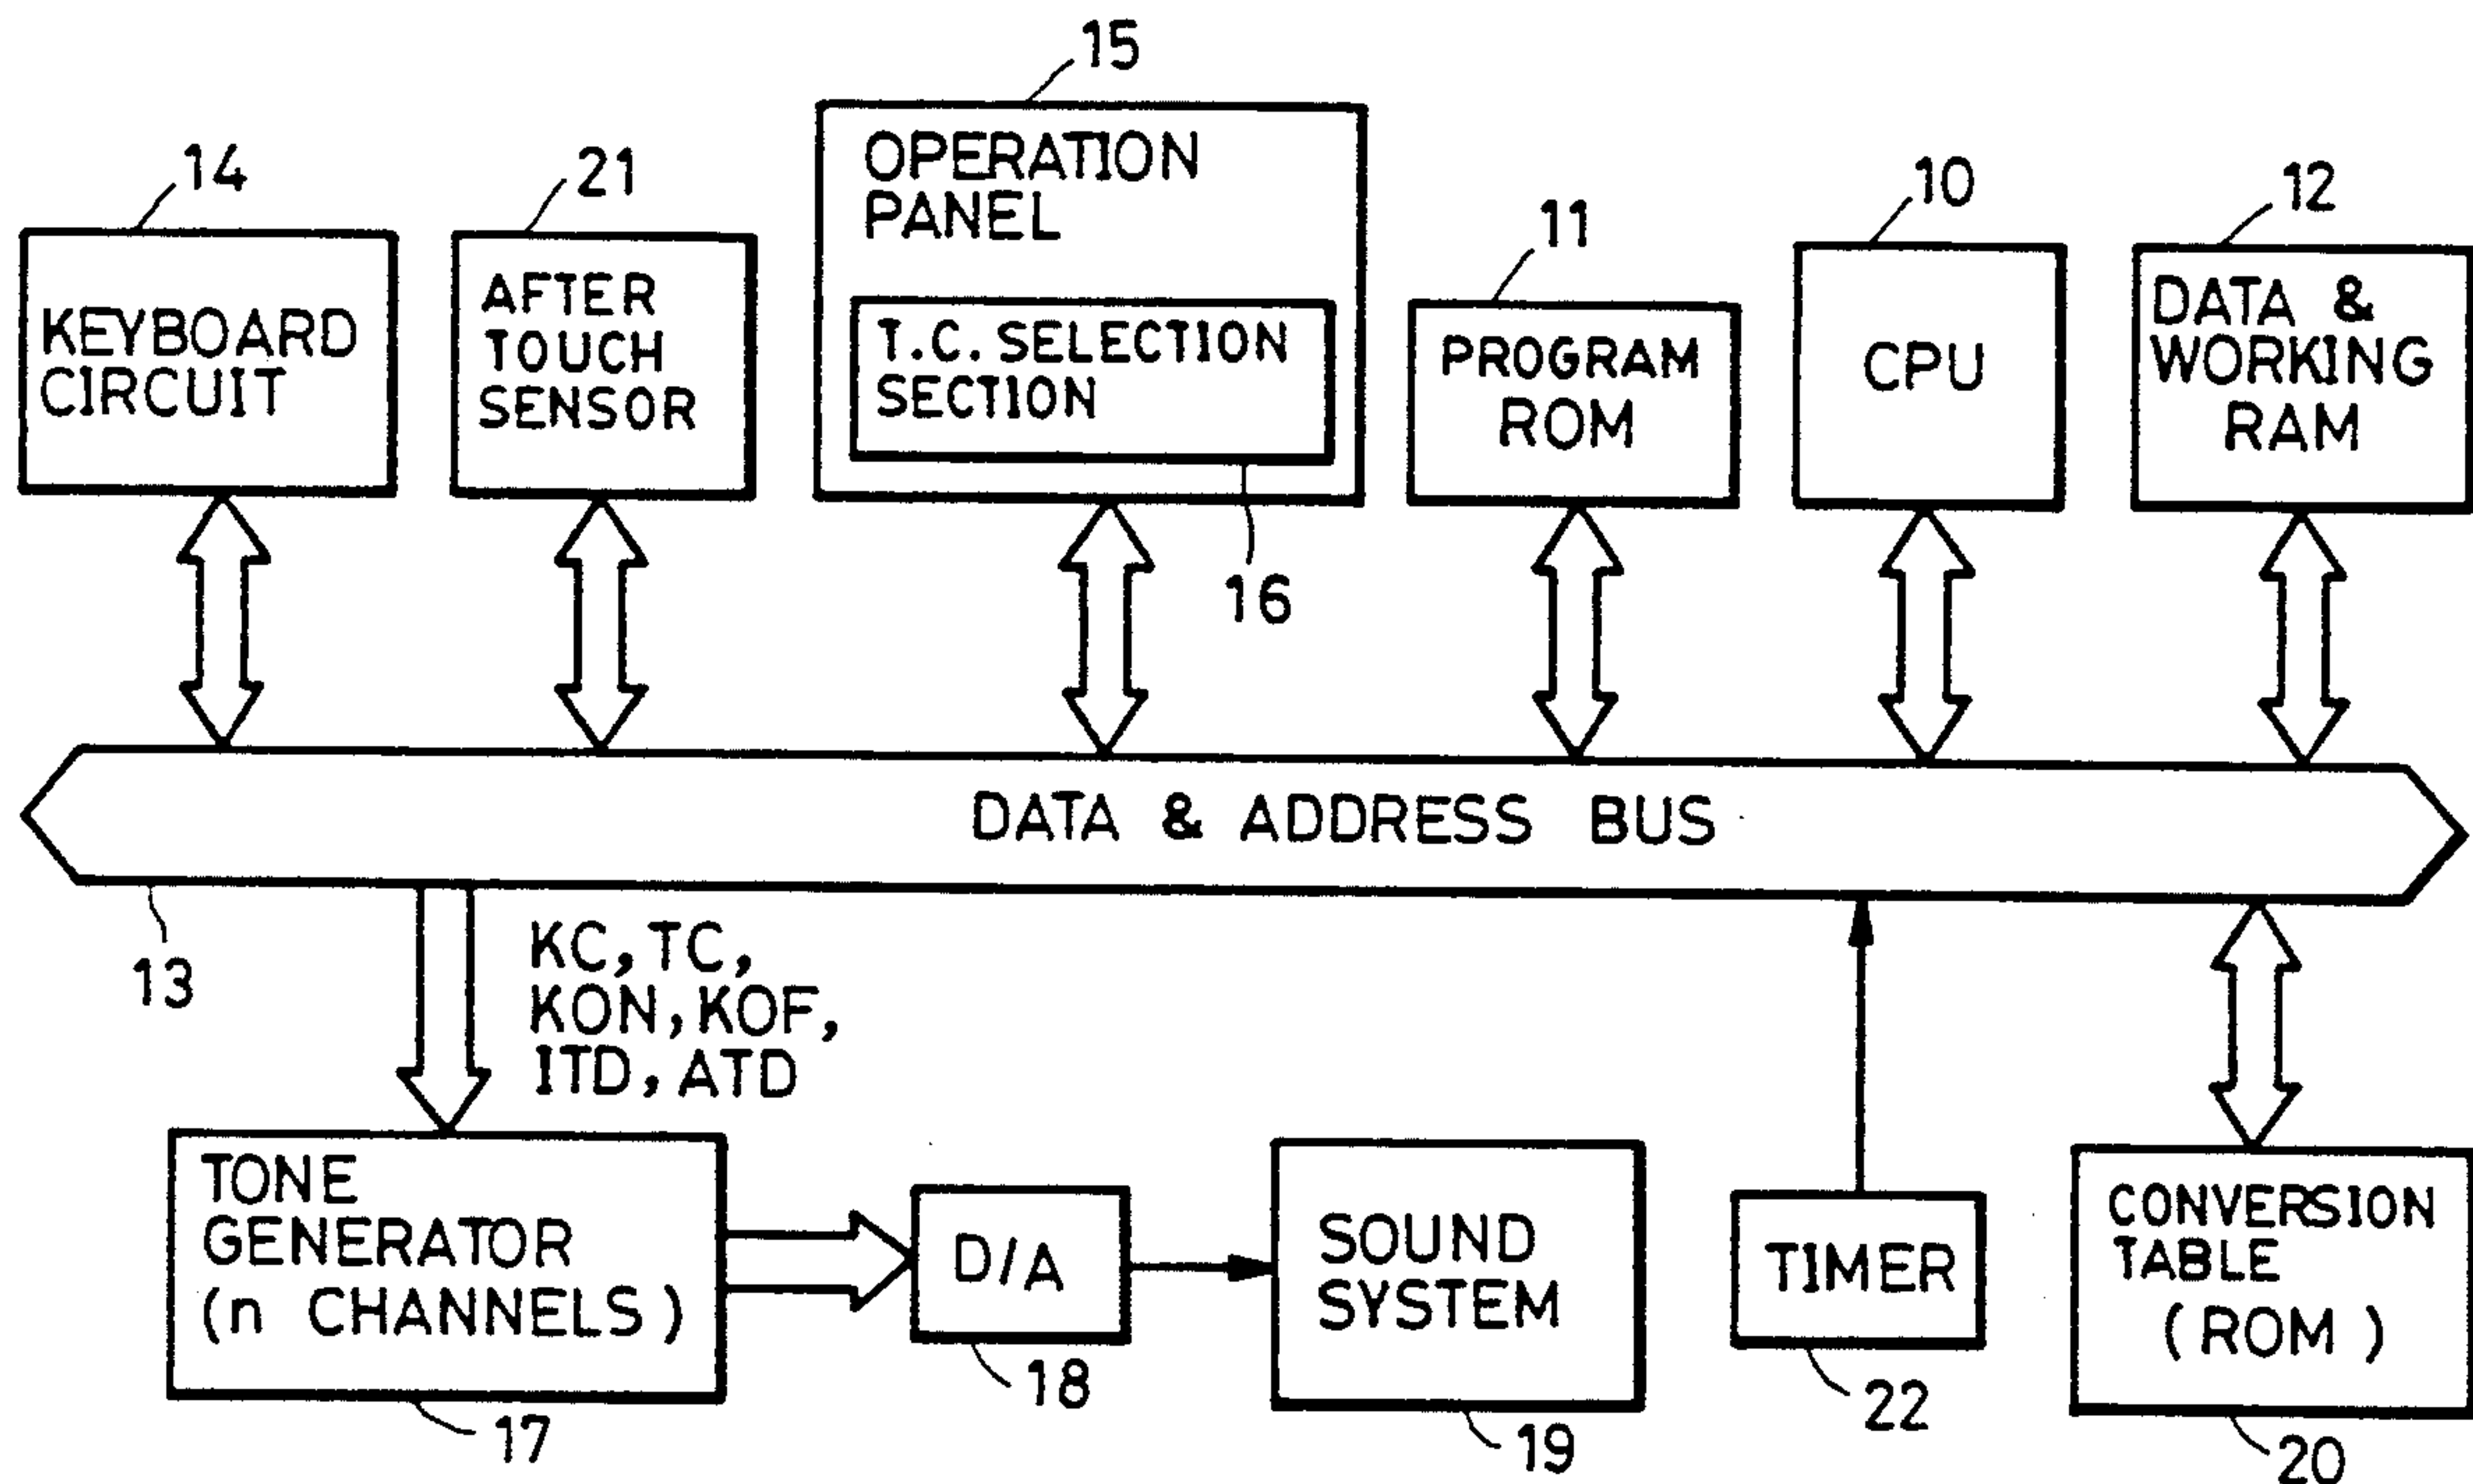 15
OPERATION
PANEL
T.C. SELECTION
SECTION
16
14
KEYBOARD
CIRCUIT
21
AFTER
TOUCH
SENSOR
11
PROGRAM
ROM
10
CPU
12
DATA &
WORKING
RAM
DATA & ADDRESS BUS
13
KC, TC,
KON, KOF,
ITD, ATD
TONE
GENERATOR
(n CHANNELS)
17
D/A
18
SOUND
SYSTEM
19
TIMER
22
CONVERSION
TABLE
(ROM)
20